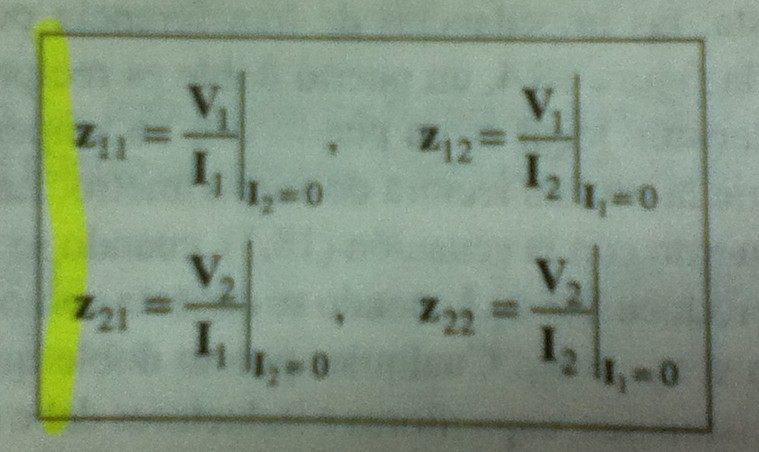 z₁₁ = V₁/I₁ |I₂=0 , z₁₂ = V₁/I₂ |I₁=0
z₂₁ = V₂/I₁ |I₂=0 , z₂₂ = V₂/I₂ |I₁=0